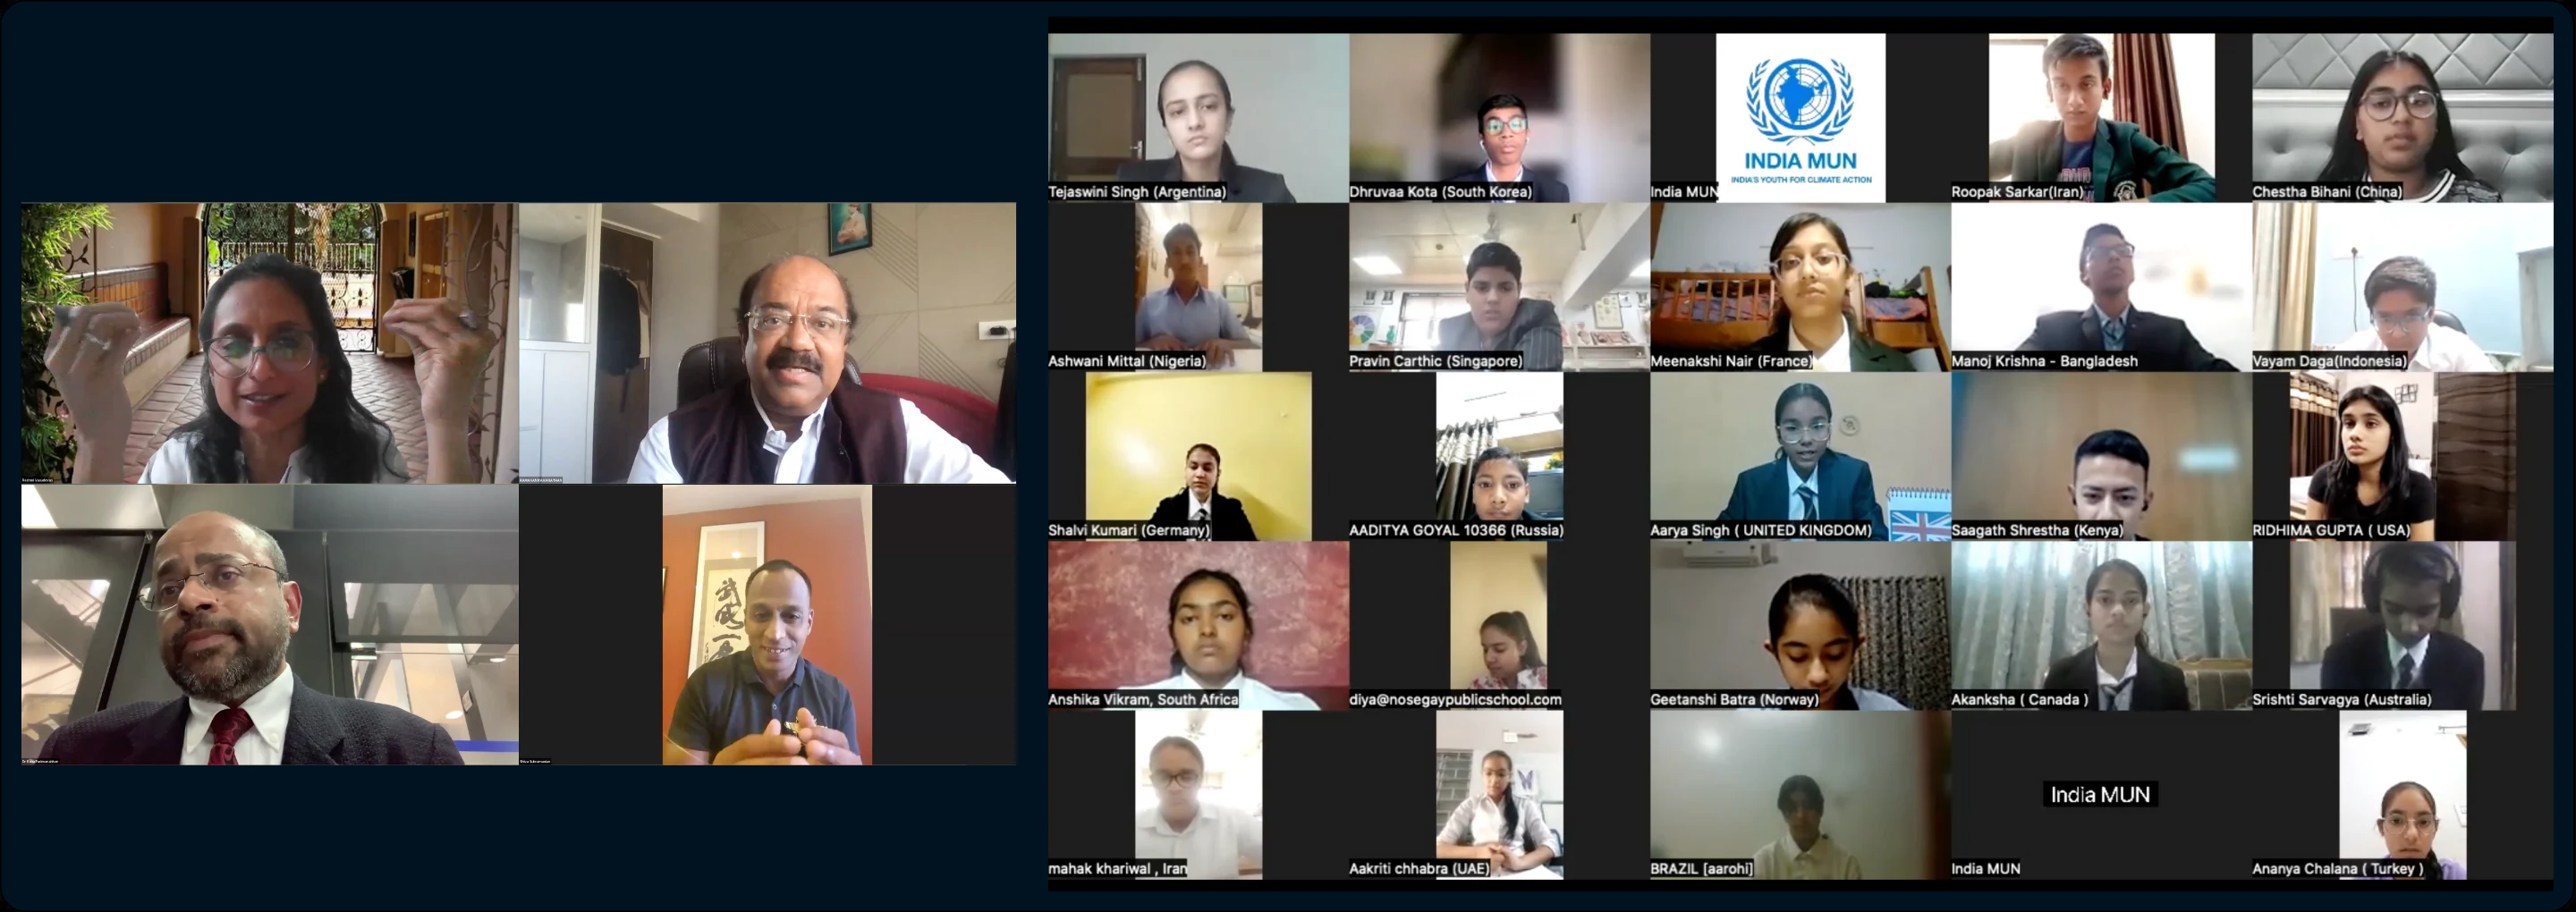 Tejaswini Singh (Argentina)
Dhruvaa Kota (South Korea)
INDIA MUN
INDIA'S YOUTH FOR CLIMATE ACTION
India MUN
Roopak Sarkar(Iran)
Chestha Bihani (China)
Ashwani Mittal (Nigeria)
Pravin Carthic (Singapore)
Meenakshi Nair (France)
Manoj Krishna - Bangladesh
Vayam Daga(Indonesia)
Shalvi Kumari (Germany)
AADITYA GOYAL 10366 (Russia)
Aarya Singh ( UNITED KINGDOM)
Saagath Shrestha (Kenya)
RIDHIMA GUPTA ( USA)
Anshika Vikram, South Africa
diya@nosegaypublicschool.com
Geetanshi Batra (Norway)
Akanksha ( Canada )
Srishti Sarvagya (Australia)
mahak khariwal , Iran
Aakriti chhabra (UAE)
BRAZIL [aarohi]
India MUN
India MUN
Ananya Chalana ( Turkey )